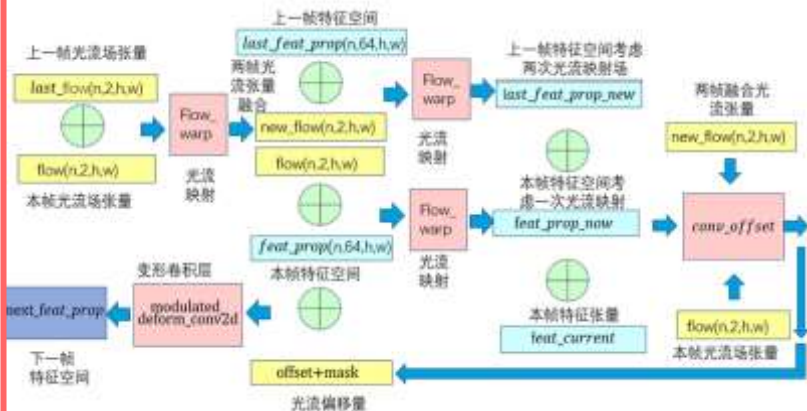 上一帧特征空间
上一帧光流场张量
last_feat_prop(n,64,h,w)
last_flow(n,2,h,w)
两帧光
流张量
融合
Flow_
warp
new_flow(n,2,h,w)
flow(n,2,h,w)
光流
映射
本帧光流场张量
flow(n,2,h,w)
Flow_
warp
光流
映射
上一帧特征空间考虑
两次光流映射场
last_feat_prop_new
两帧融合光
流张量
new_flow(n,2,h,w)
本帧特征空间考
虑一次光流映射
Flow_
warp
feat_prop_now
conv_offset
feat_prop(n,64,h,w)
本帧特征空间
光流
映射
变形卷积层
modulated
deform_conv2d
next_feat_prop
下一帧
特征空间
本帧特征张量
feat_current
flow(n,2,h,w)
本帧光流场张量
offset+mask
光流偏移量